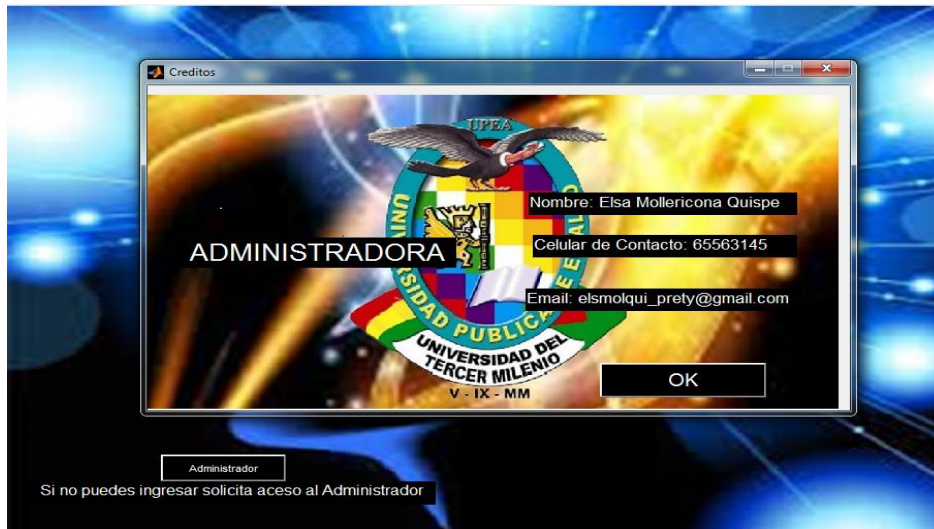 Creditos
UPEA
UNIVERSIDAD PUBLICA DE EL ALTO
Nombre: Elsa Mollericona Quispe
ADMINISTRADORA
Celular de Contacto: 65563145
Email: elsmolqui_prety@gmail.com
UNIVERSIDAD DEL
TERCER MILENIO
V - IX - MM
OK
Administrador
Si no puedes ingresar solicita aceso al Administrador